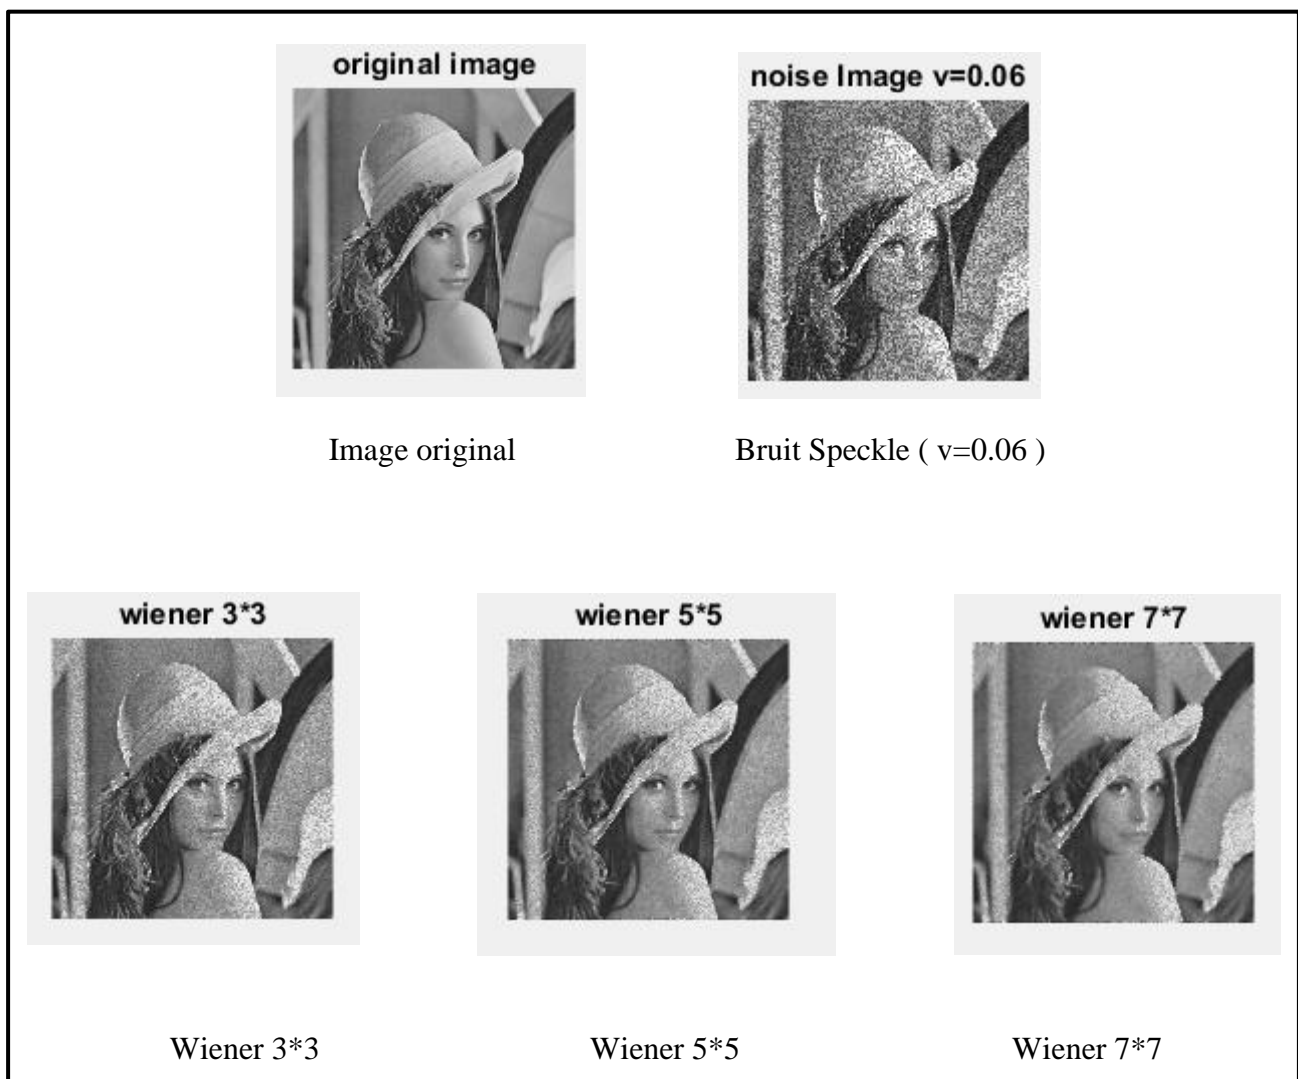 original image
noise Image v=0.06
Image original
Bruit Speckle ( v=0.06 )
wiener 3*3
wiener 5*5
wiener 7*7
Wiener 3*3
Wiener 5*5
Wiener 7*7